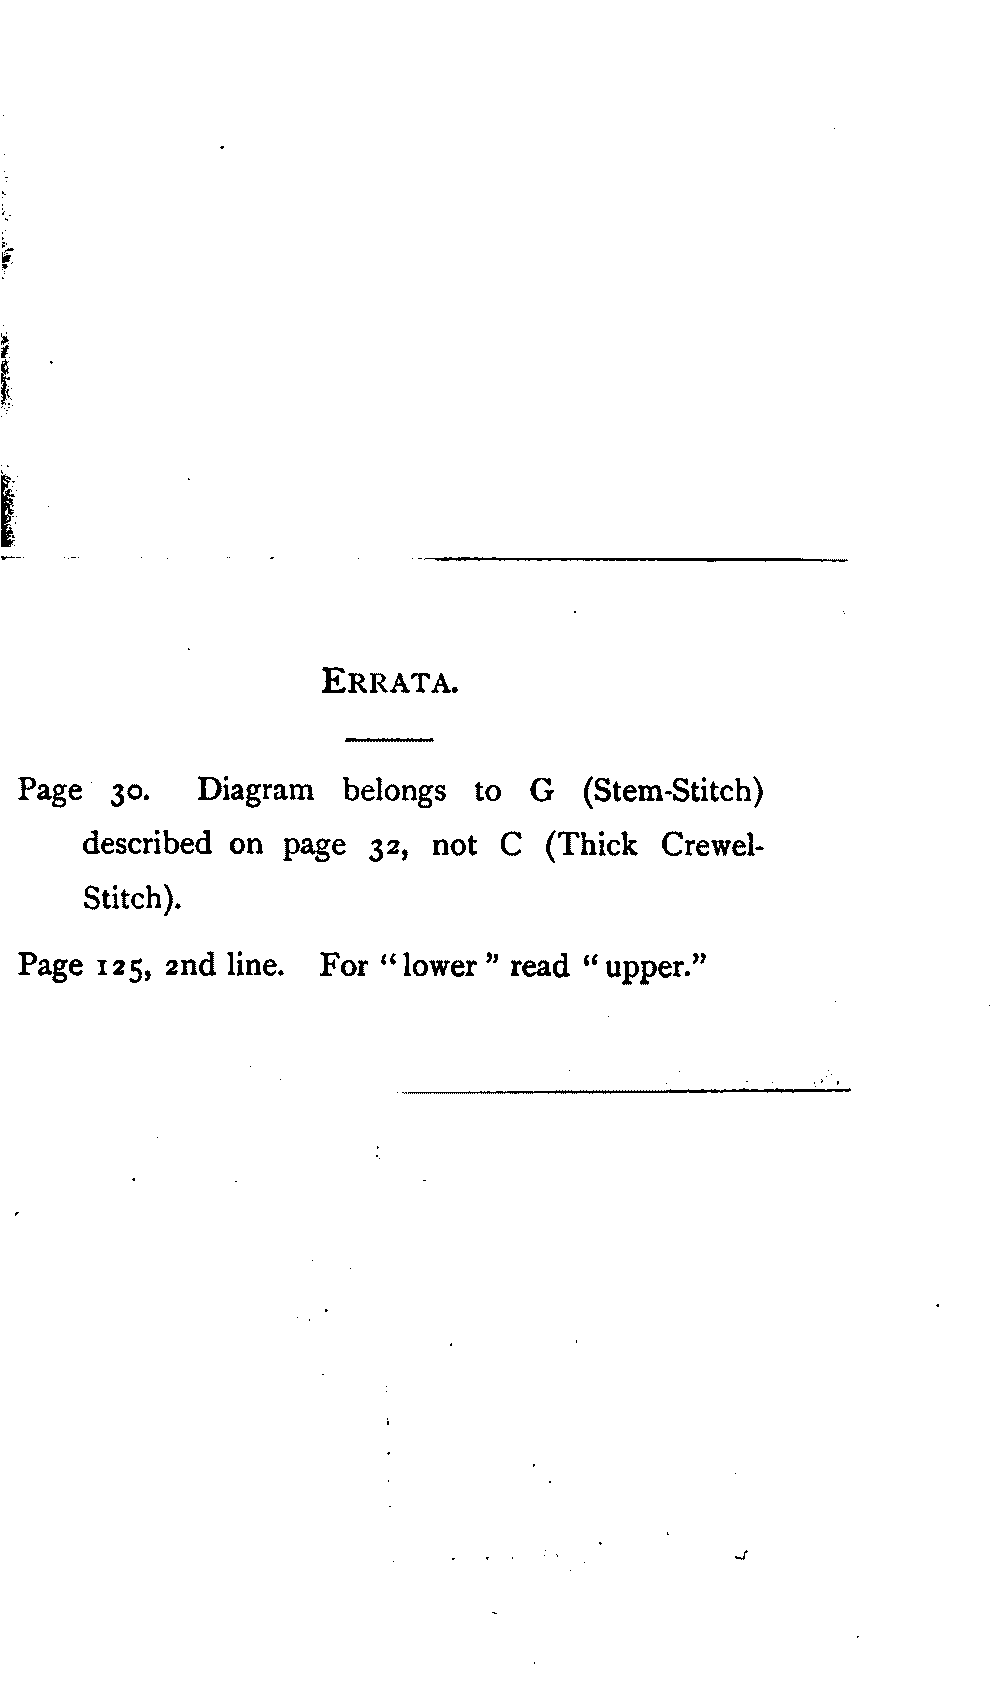 ERRATA.
Page 30. Diagram belongs to G (Stem-Stitch)
described on page 32, not C (Thick Crewel-
Stitch).
Page 125, 2nd line. For “lower” read “upper.”